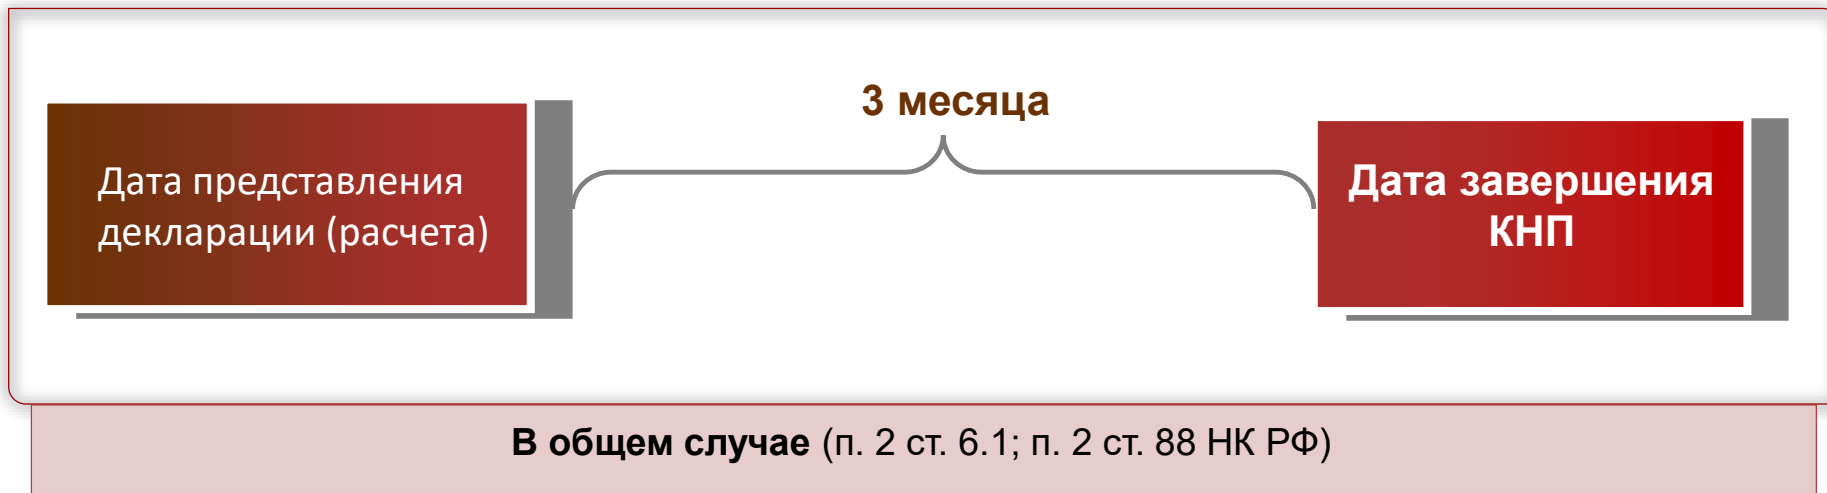 3 месяца
Дата представления
декларации (расчета)
Дата завершения
КНП
В общем случае (п. 2 ст. 6.1; п. 2 ст. 88 НК РФ)